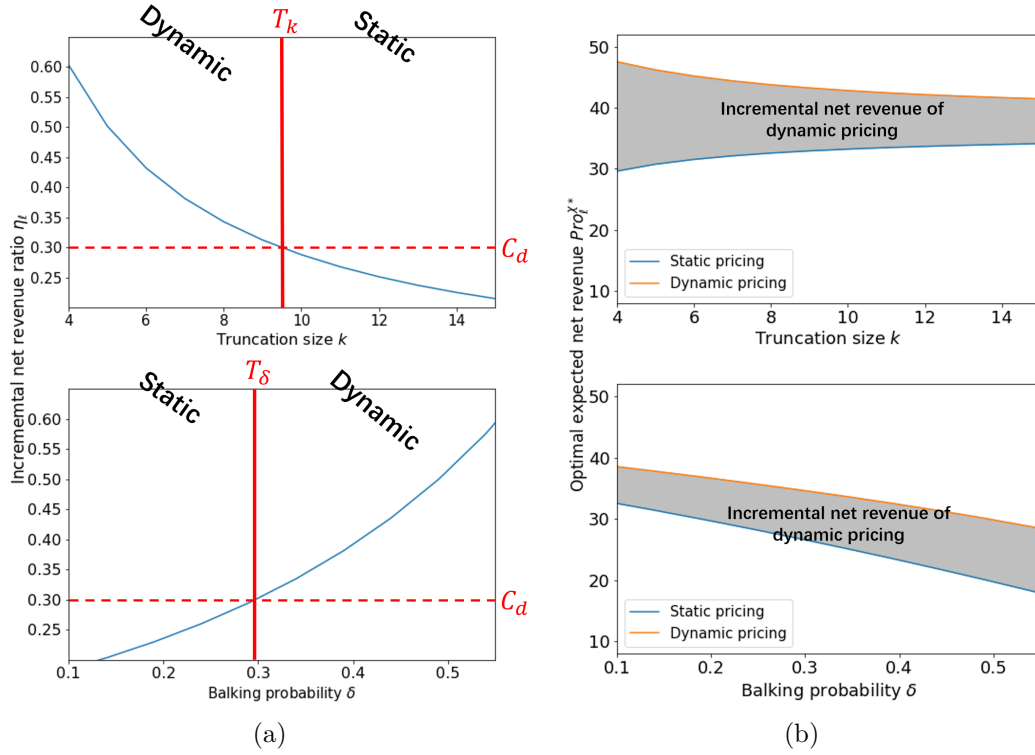 Dynamic
T_k
Static
0.60
0.55
0.50
0.45
0.40
0.35
0.30
0.25
C_d
4
6
8
10
12
14
Truncation size k
Increm​emtal net revenue ratio η_ℓ
Static
T_δ
Dynamic
0.60
0.55
0.50
0.45
0.40
0.35
0.30
0.25
C_d
0.1
0.2
0.3
0.4
0.5
Balking probability δ
(a)
50
40
30
20
10
Incremental net revenue of
dynamic pricing
Static pricing
Dynamic pricing
4
6
8
10
12
14
Truncation size k
Optimal expected net revenue Pro_ℓ^χ*
50
40
30
20
10
Incremental net revenue of
dynamic pricing
Static pricing
Dynamic pricing
0.1
0.2
0.3
0.4
0.5
Balking probability δ
(b)